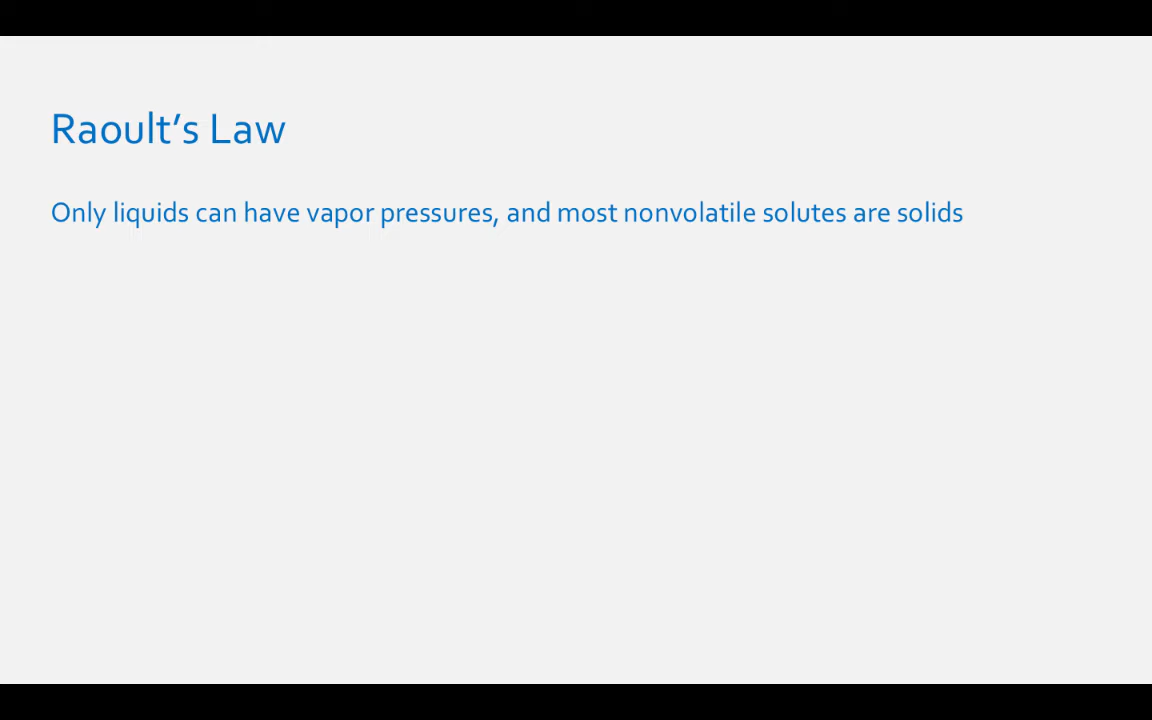 Raoult’s Law
Only liquids can have vapor pressures, and most nonvolatile solutes are solids